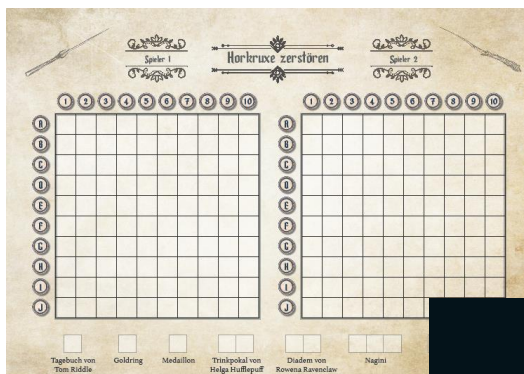 Spieler 1
Horkruxe zerstören
Spieler 2
1 2 3 4 5 6 7 8 9 10
1 2 3 4 5 6 7 8 9 10
A
B
C
D
E
F
G
H
I
J
A
B
C
D
E
F
G
H
I
J
Tagebuch von
Tom Riddle
Goldring
Medaillon
Trinkpokal von
Helga Hufflepuff
Diadem von
Rowena Ravenclaw
Nagini